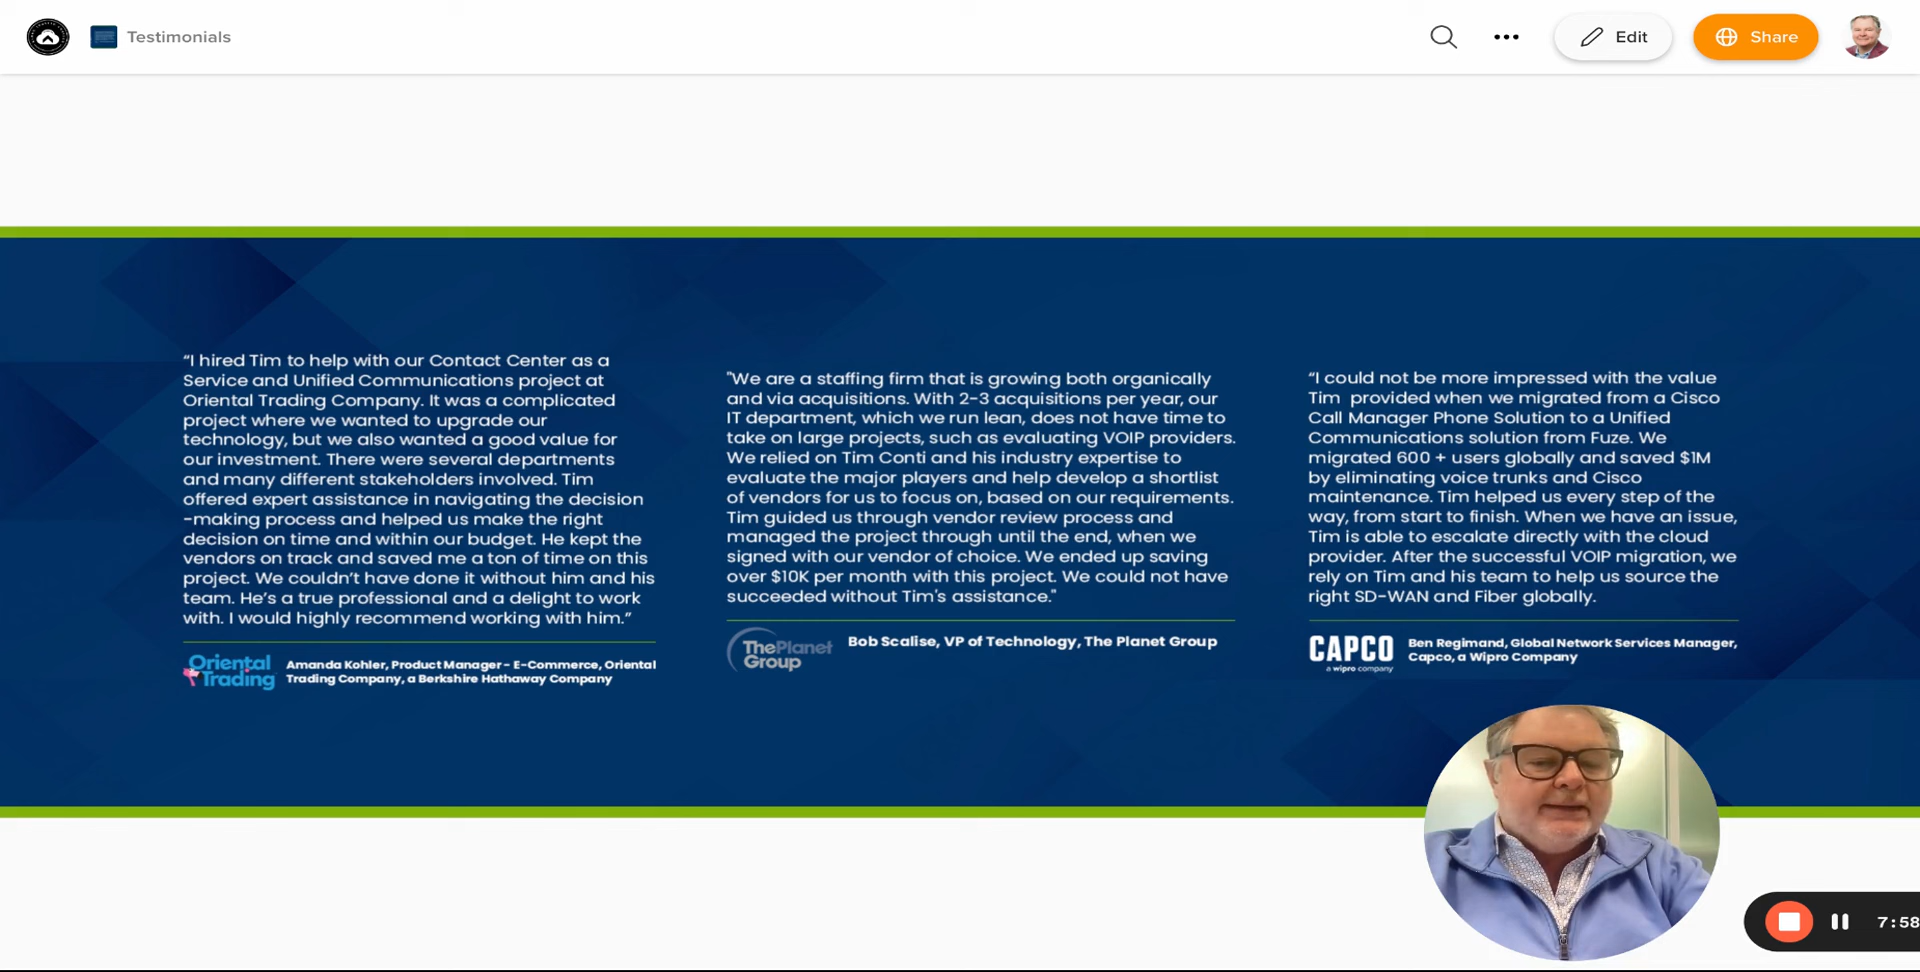 Testimonials
Edit
Share
“I hired Tim to help with our Contact Center as a
Service and Unified Communications project at
Oriental Trading Company. It was a complicated
project where we wanted to upgrade our
technology, but we also wanted a good value for
our investment. There were several departments
and many different stakeholders involved. Tim
offered expert assistance in navigating the decision
-making process and helped us make the right
decision on time and within our budget. He kept the
vendors on track and saved me a ton of time on this
project. We couldn’t have done it without him and his
team. He’s a true professional and a delight to work
with. I would highly recommend working with him.”
Oriental
Trading
Amanda Kohler, Product Manager - E-Commerce, Oriental
Trading Company, a Berkshire Hathaway Company
"We are a staffing firm that is growing both organically
and via acquisitions. With 2-3 acquisitions per year, our
IT department, which we run lean, does not have time to
take on large projects, such as evaluating VOIP providers.
We relied on Tim Conti and his industry expertise to
evaluate the major players and help develop a shortlist
of vendors for us to focus on, based on our requirements.
Tim guided us through vendor review process and
managed the project through until the end, when we
signed with our vendor of choice. We ended up saving
over $10K per month with this project. We could not have
succeeded without Tim's assistance."
ThePlanet
Group
Bob Scalise, VP of Technology, The Planet Group
“I could not be more impressed with the value
Tim provided when we migrated from a Cisco
Call Manager Phone Solution to a Unified
Communications solution from Fuze. We
migrated 600 + users globally and saved $1M
by eliminating voice trunks and Cisco
maintenance. Tim helped us every step of the
way, from start to finish. When we have an issue,
Tim is able to escalate directly with the cloud
provider. After the successful VOIP migration, we
rely on Tim and his team to help us source the
right SD-WAN and Fiber globally.
CAPCO
a wipro company
Ben Regimand, Global Network Services Manager,
Capco, a Wipro Company
7:58